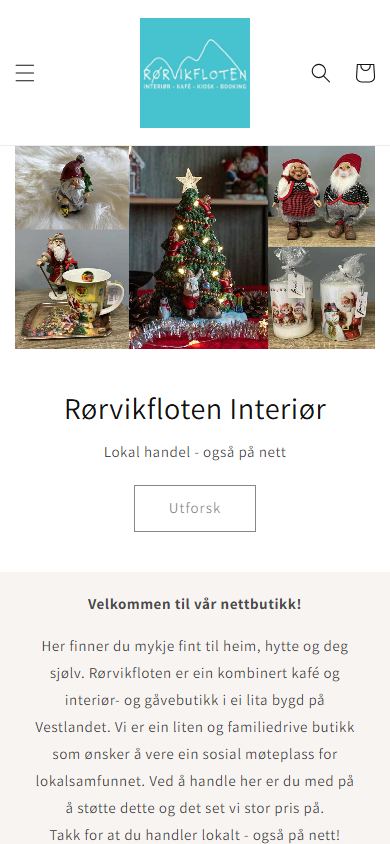 RØRVIKFLOTEN
INTERIØR - KAFÉ - KIOSK - BOOKING
Rørvikfloten Interiør
Lokal handel - også på nett
Utforsk
Velkommen til vår nettbutikk!
Her finner du mykje fint til heim, hytte og deg
sjølv. Rørvikfloten er ein kombinert kafé og
interiør- og gåvebutikk i ei lita bygd på
Vestlandet. Vi er ein liten og familiedrive butikk
som ønsker å vere ein sosial møteplass for
lokalsamfunnet. Ved å handle her er du med på
å støtte dette og det set vi stor pris på.
Takk for at du handler lokalt - også på nett!